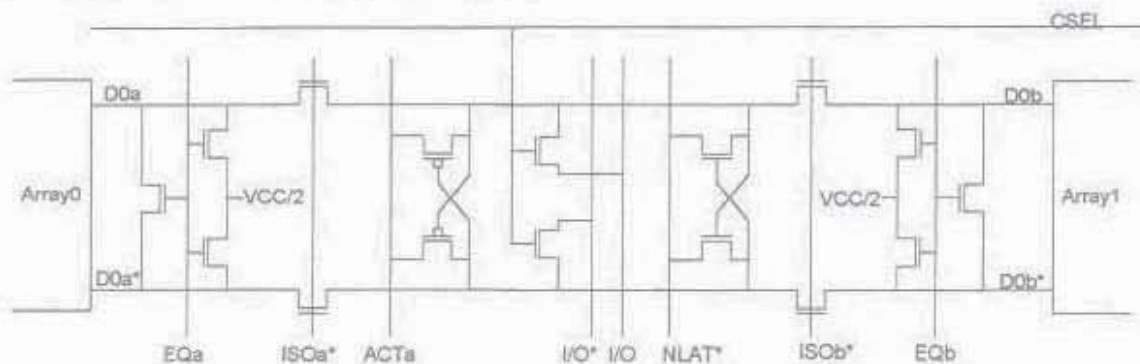 CSEL
D0a D0b
Array0 VCC/2 VCC/2 Array1
D0a* D0b*
EQa ISOa* ACTa I/O* I/O NLAT* ISOb* EQb